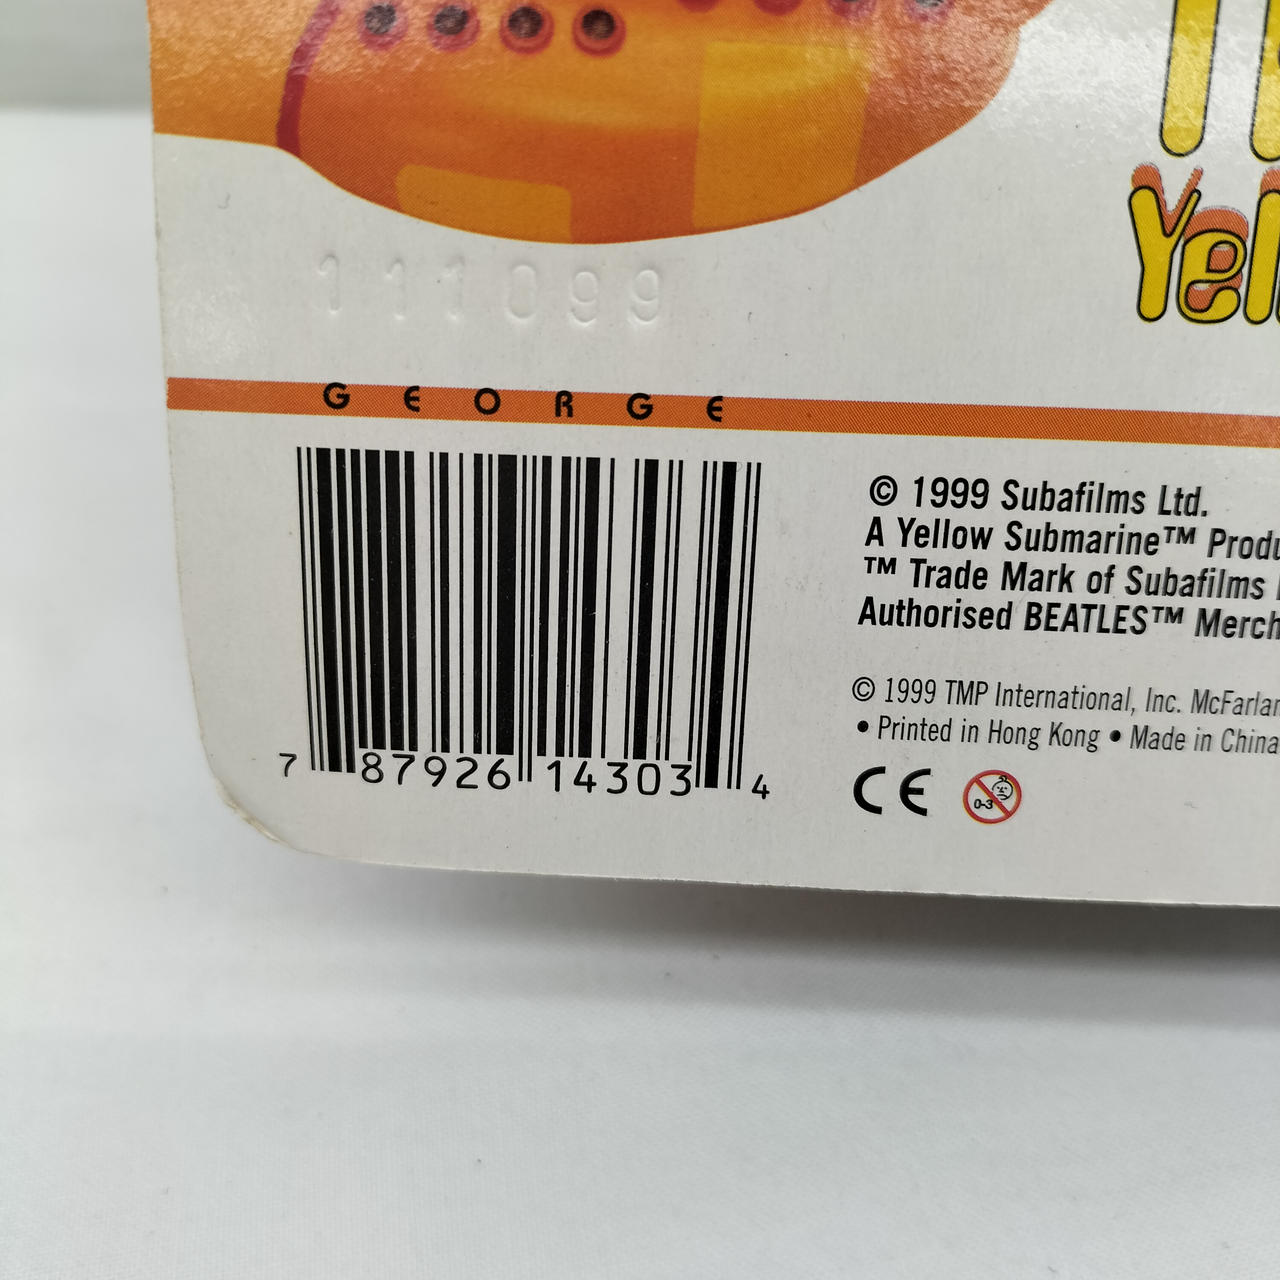 Yel
111099
GEORGE
© 1999 Subafilms Ltd.
A Yellow Submarine™ Produ
™ Trade Mark of Subafilms
Authorised BEATLES™ Merch
© 1999 TMP International, Inc. McFarlan
• Printed in Hong Kong • Made in China
7 87926 14303 4
CE
0-3